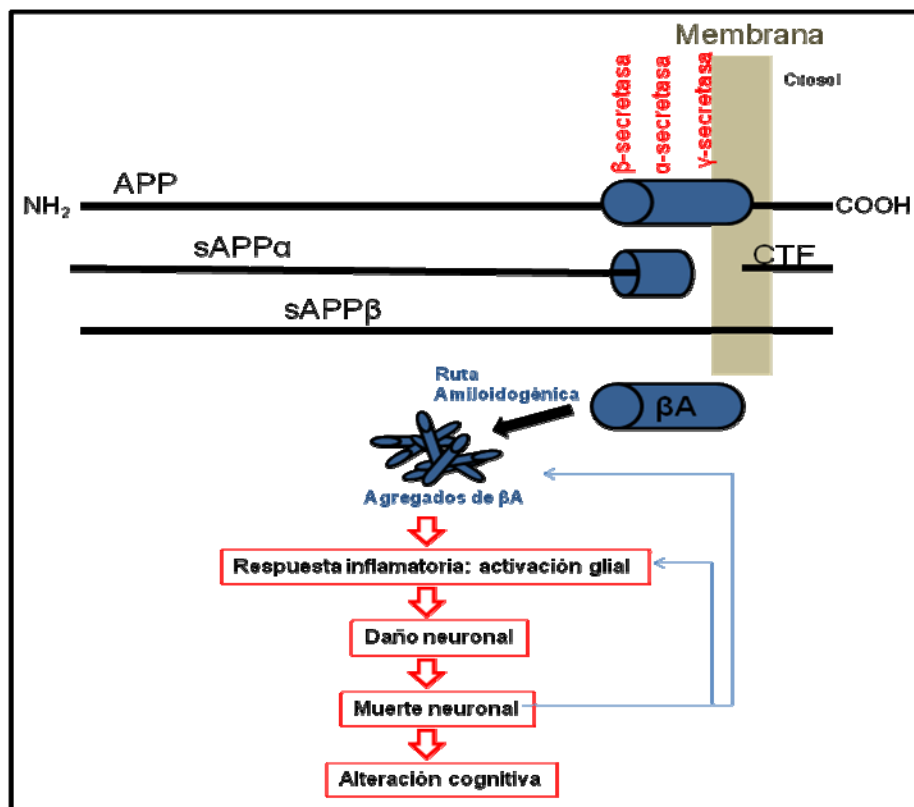 Membrana
Citosol
β-secretasa
α-secretasa
γ-secretasa
APP
NH₂
COOH
sAPPα
CTF
sAPPβ
Ruta
Amiloidogénica
βA
Agregados de βA
Respuesta inflamatoria: activación glial
Daño neuronal
Muerte neuronal
Alteración cognitiva